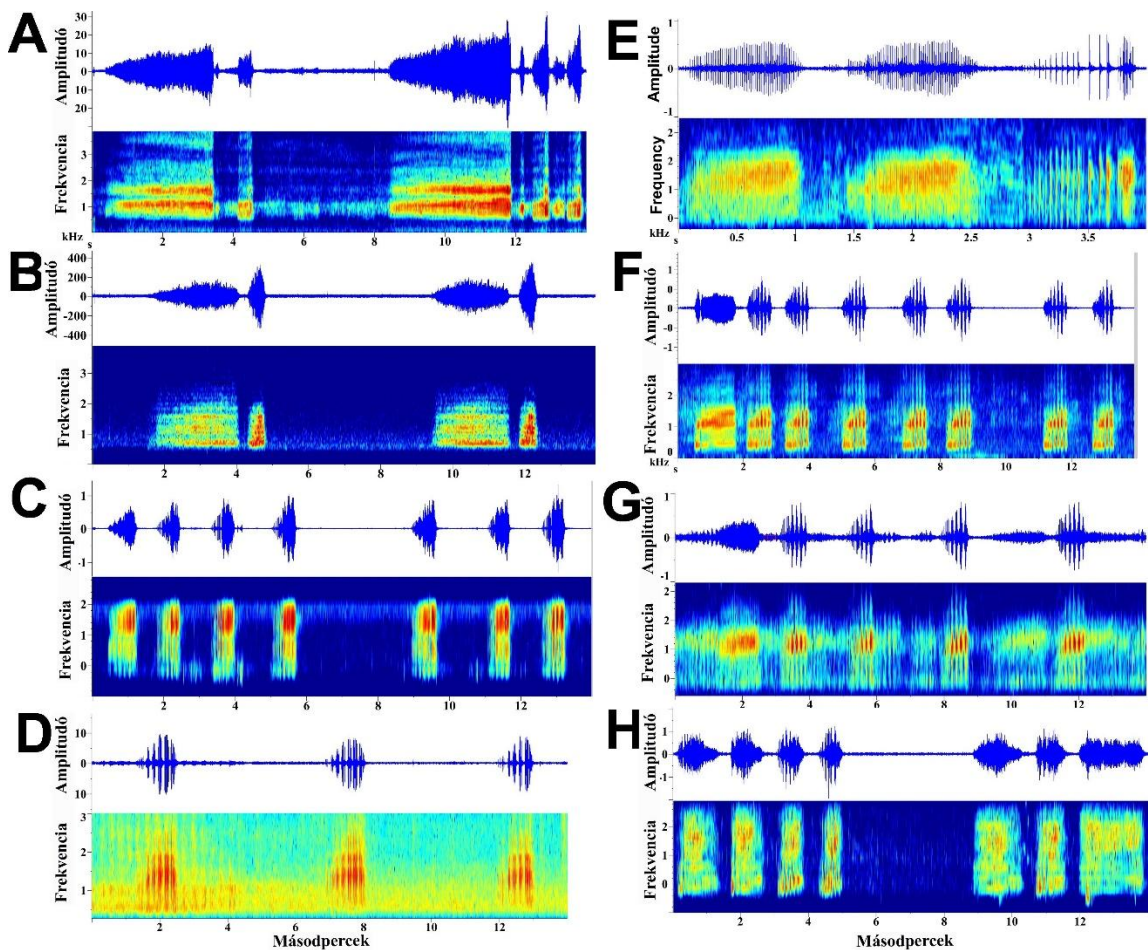 A
Amplitudó
30
20
10
0
10
20
Frekvencia
3
2
1
kHz
s 2 4 6 8 10 12
B
Amplitudó
400
200
0
-200
-400
Frekvencia
3
2
1
2 4 6 8 10 12
C
Amplitudó
1
0
1
Frekvencia
2
1
0
2 4 6 8 10 12
D
Amplitudó
10
0
10
Frekvencia
3
2
1
2 4 6 8 10 12
Másodpercek
E
Amplitude
1
0
-1
Frequency
2
1
0
kHz
s 0.5 1 1.5 2 2.5 3 3.5
F
Amplitudó
1
0
-1
Frekvencia
2
1
0
kHz
s 2 4 6 8 10 12
G
Amplitudó
1
0
-1
Frekvencia
2
1
0
2 4 6 8 10 12
H
Amplitudó
1
0
-1
Frekvencia
2
1
0
2 4 6 8 10 12
Másodpercek